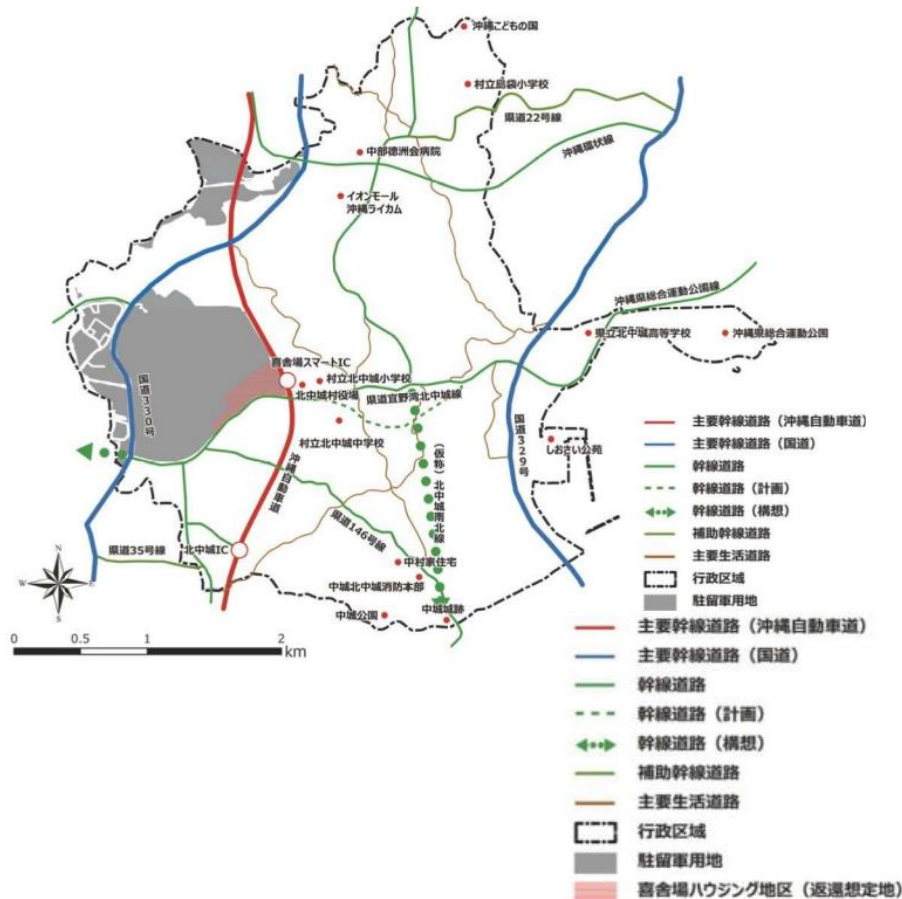 沖縄こどもの国
村立島袋小学校
県道22号線
沖縄環状線
中部徳洲会病院
イオンモール
沖縄ライカム
沖縄県総合運動公園線
県立北中城高等学校
沖縄県総合運動公園
喜舎場スマートIC
村立北中城小学校
北中城村役場
県道宜野湾北中城線
国道330号
村立北中城中学校
(仮称)北中城南北線
国道329号
しおさい公苑
沖縄自動車道
県道146号線
北中城IC
県道35号線
中村家住宅
中城北中城消防本部
中城公園
中城城跡
N
W
E
S
0 0.5 1 2
km
主要幹線道路(沖縄自動車道)
主要幹線道路(国道)
幹線道路
幹線道路(計画)
幹線道路(構想)
補助幹線道路
主要生活道路
行政区域
駐留軍用地
主要幹線道路(沖縄自動車道)
主要幹線道路(国道)
幹線道路
幹線道路(計画)
幹線道路(構想)
補助幹線道路
主要生活道路
行政区域
駐留軍用地
喜舎場ハウジング地区(返還想定地)